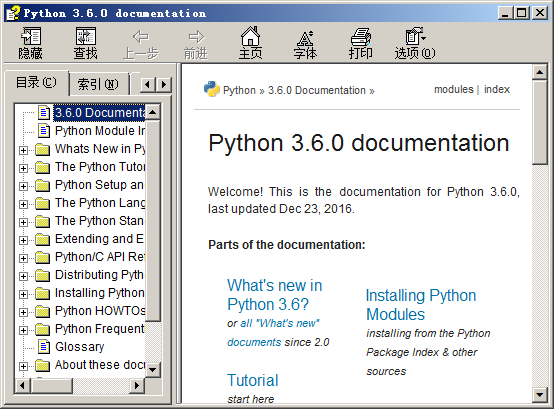 Python 3.6.0 documentation
隐藏 查找 上一步 前进 主页 字体 打印 选项(O)
目录(C) 索引(N)
3.6.0 Documenta
Python Module In
Whats New in Py
The Python Tutor
Python Setup an
The Python Lang
The Python Stan
Extending and E
Python/C API Ref
Distributing Pyth
Installing Python
Python HOWTOs
Python Frequent
Glossary
About these docu
Python » 3.6.0 Documentation »
modules | index
Python 3.6.0 documentation
Welcome! This is the documentation for Python 3.6.0,
last updated Dec 23, 2016.
Parts of the documentation:
What's new in
Python 3.6?
or all "What's new"
documents since 2.0
Tutorial
start here
Installing Python
Modules
installing from the Python
Package Index & other
sources